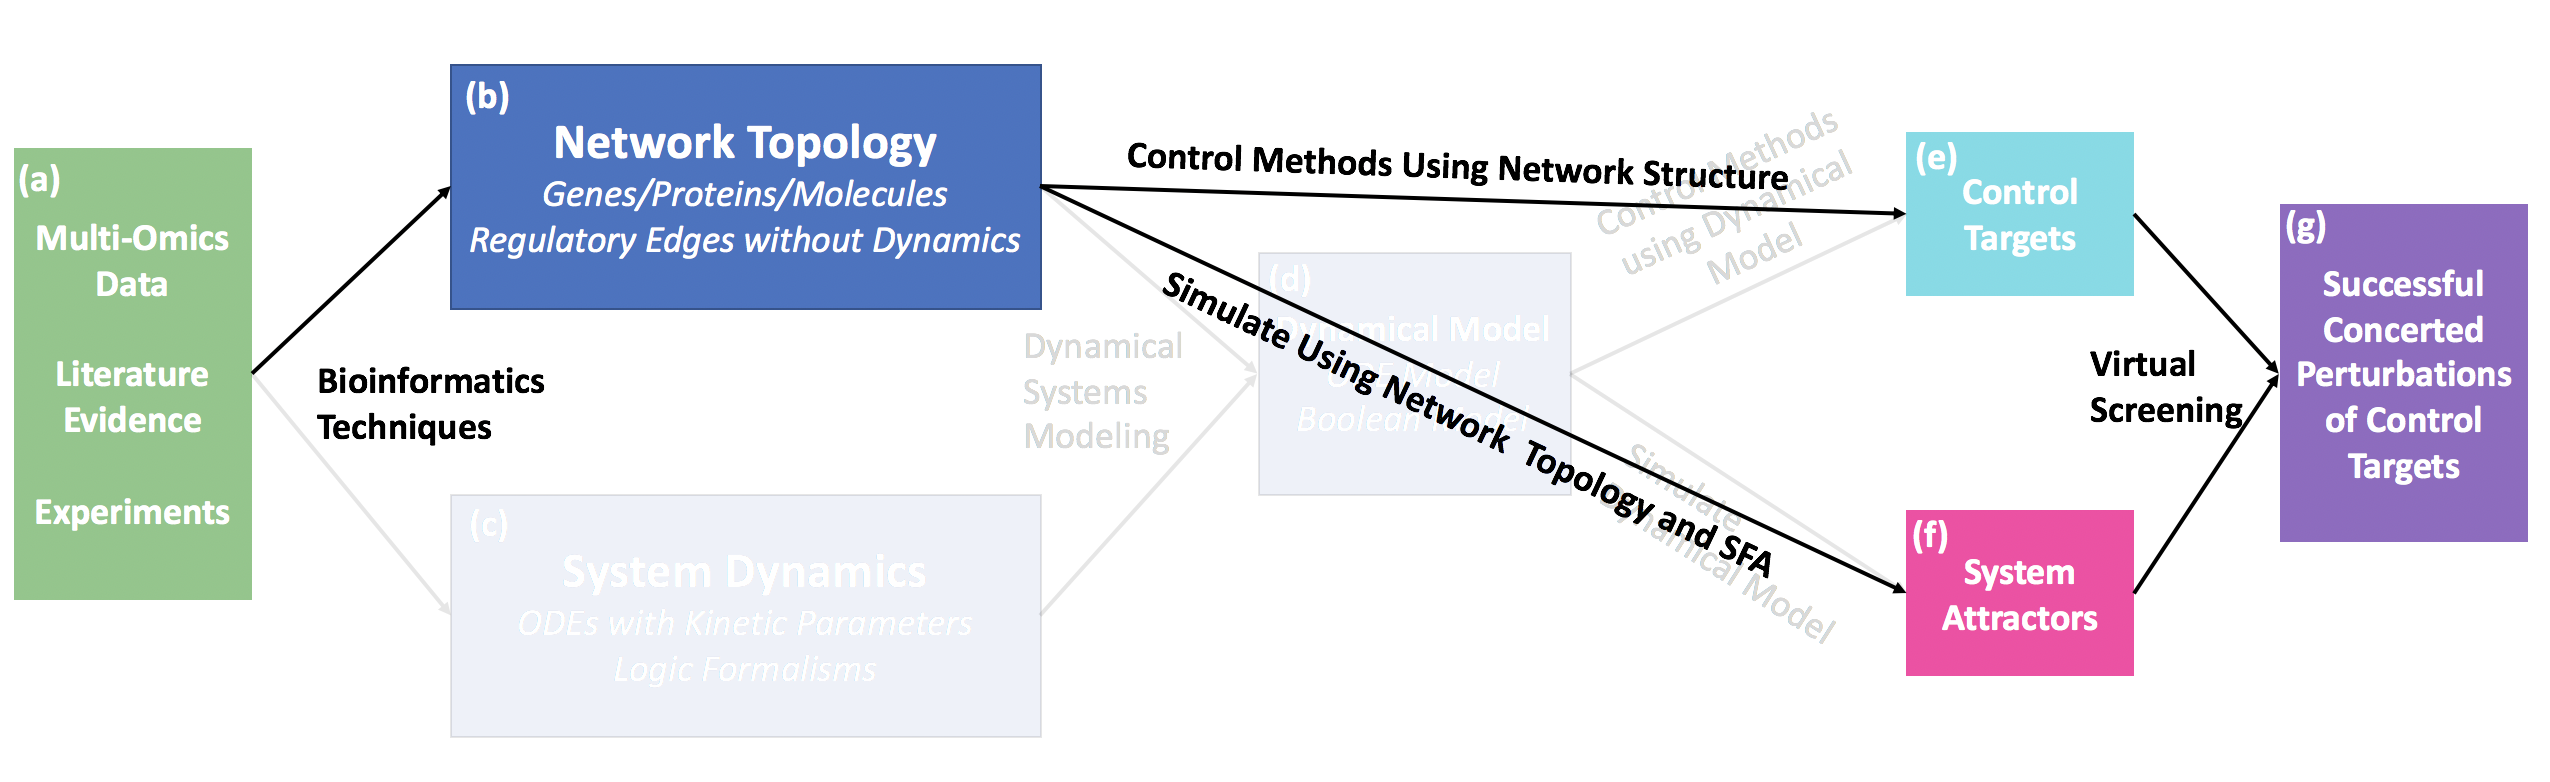 (a)
Multi-Omics
Data
Literature
Evidence
Experiments
Bioinformatics
Techniques
(b)
Network Topology
Genes/Proteins/Molecules
Regulatory Edges without Dynamics
(c)
System Dynamics
ODEs with Kinetic Parameters
Logic Formalisms
Dynamical
Systems
Modeling
(d)
Dynamical Model
ODE Model
Boolean Model
Control Methods Using Network Structure
Control Methods
using Dynamical
Model
Simulate Using Network Topology and SFA
Simulate
Dynamical Model
(e)
Control
Targets
(f)
System
Attractors
Virtual
Screening
(g)
Successful
Concerted
Perturbations
of Control
Targets